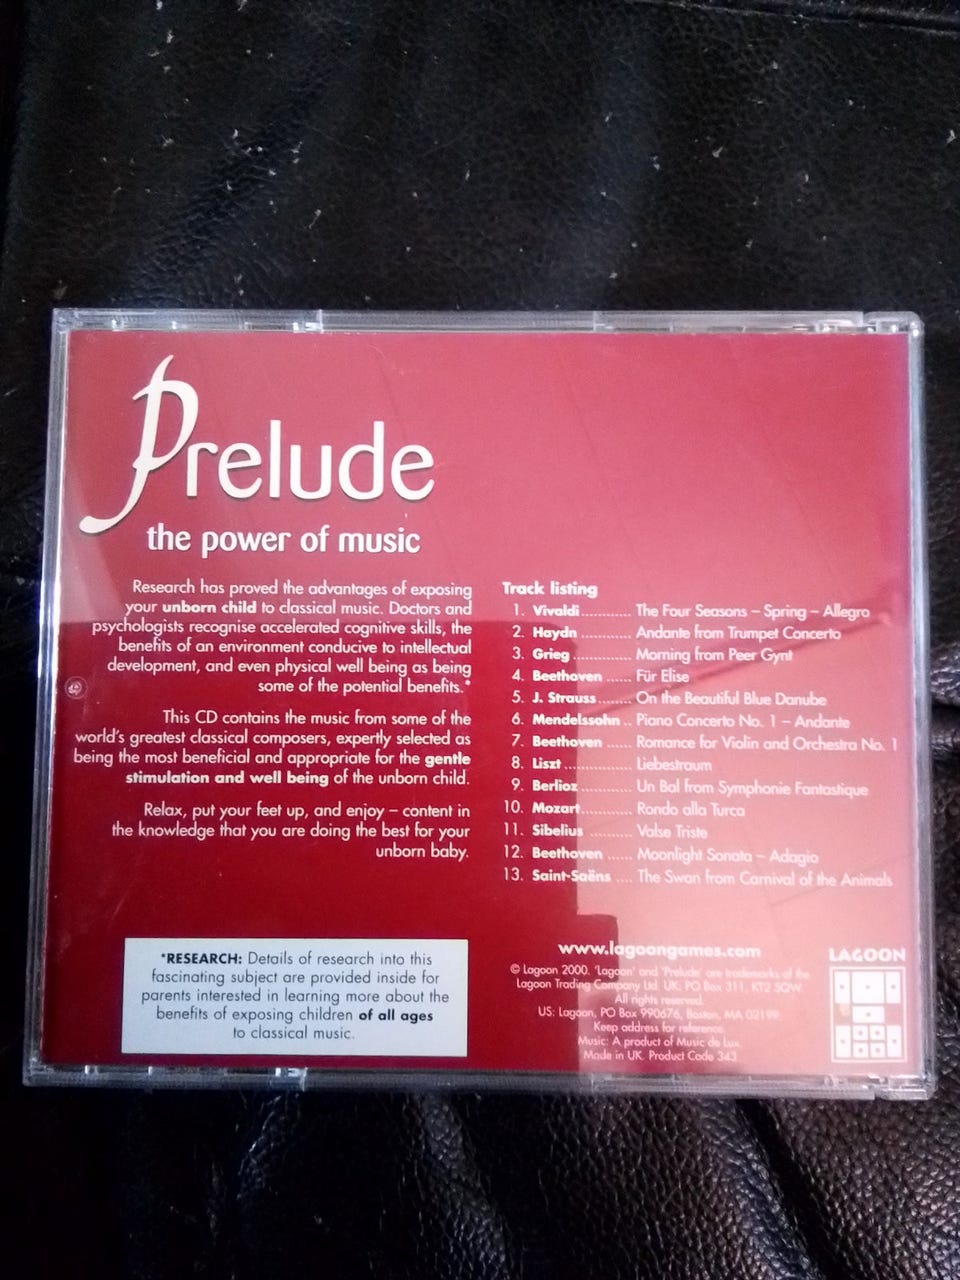 Prelude
the power of music
Research has proved the advantages of exposing
your unborn child to classical music. Doctors and
psychologists recognise accelerated cognitive skills, the
benefits of an environment conducive to intellectual
development, and even physical well being as being
some of the potential benefits.*
This CD contains the music from some of the
world's greatest classical composers, expertly selected as
being the most beneficial and appropriate for the gentle
stimulation and well being of the unborn child.
Relax, put your feet up, and enjoy – content in
the knowledge that you are doing the best for your
unborn baby.
*RESEARCH: Details of research into this
fascinating subject are provided inside for
parents interested in learning more about the
benefits of exposing children of all ages
to classical music.
Track listing
1. Vivaldi ............ The Four Seasons – Spring – Allegro
2. Haydn ............ Andante from Trumpet Concerto
3. Grieg .............. Morning from Peer Gynt
4. Beethoven ...... Für Elise
5. J. Strauss ........ On the Beautiful Blue Danube
6. Mendelssohn .. Piano Concerto No. 1 – Andante
7. Beethoven ...... Romance for Violin and Orchestra No. 1
8. Liszt ................ Liebestraum
9. Berlioz ............ Un Bal from Symphonie Fantastique
10. Mozart ............ Rondo alla Turca
11. Sibelius .......... Valse Triste
12. Beethoven ...... Moonlight Sonata – Adagio
13. Saint-Saëns .... The Swan from Carnival of the Animals
www.lagoongames.com
© Lagoon 2000. 'Lagoon' and 'Prelude' are trademarks of the
Lagoon Trading Company Ltd. UK: PO Box 311, KT2 5QW.
All rights reserved.
US: Lagoon, PO Box 990676, Boston, MA 02199.
Keep address for reference.
Music: A product of Music de Lux.
Made in UK. Product Code 343
LAGOON